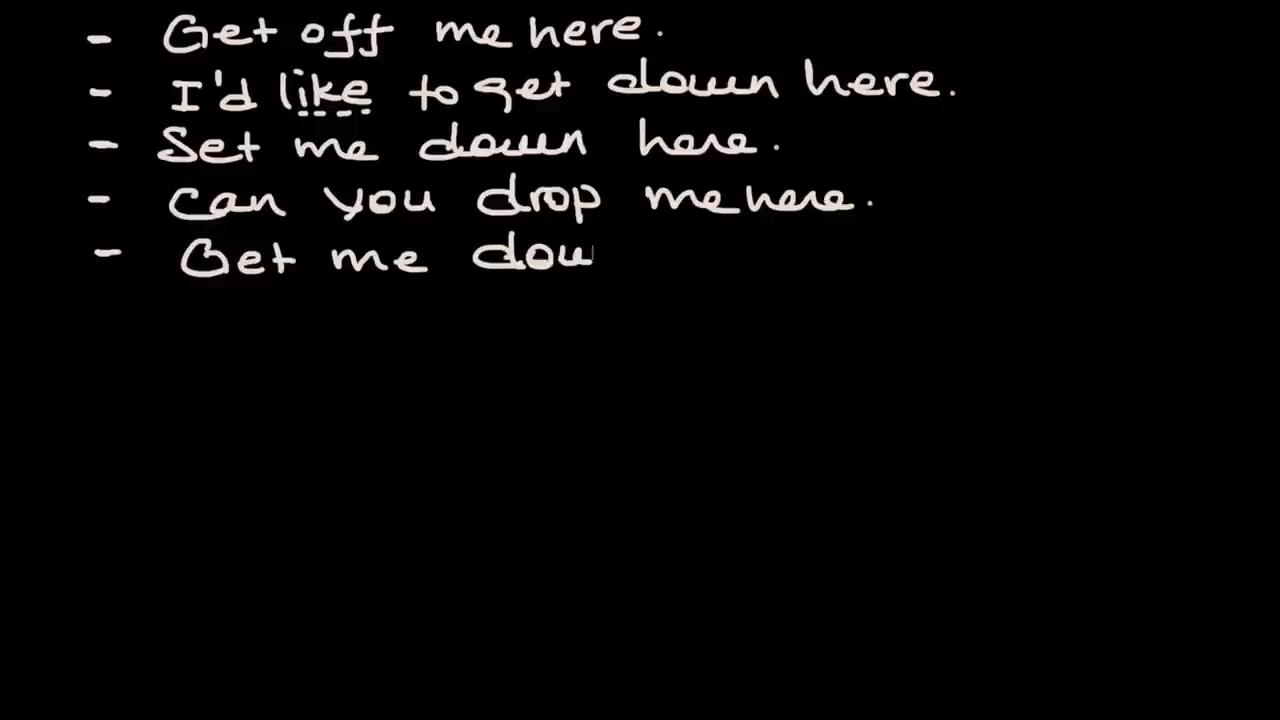 - Get off me here.
- I'd like to get down here.
- Set me down here.
- Can you drop me here.
- Get me dow